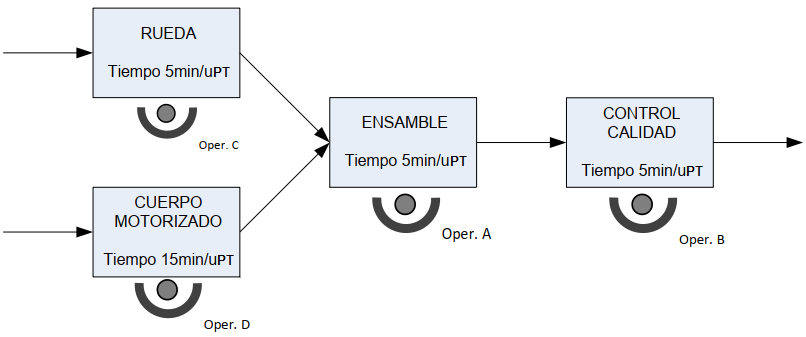 RUEDA
Tiempo 5min/uPT
Oper. C
CUERPO
MOTORIZADO
Tiempo 15min/uPT
Oper. D
ENSAMBLE
Tiempo 5min/uPT
Oper. A
CONTROL
CALIDAD
Tiempo 5min/uPT
Oper. B